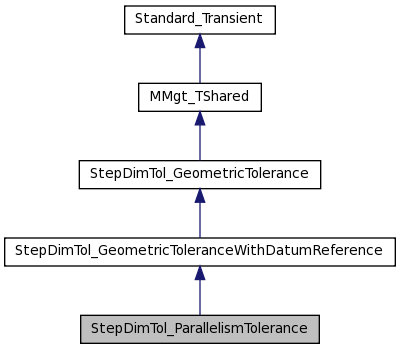 Standard_Transient
MMgt_TShared
StepDimTol_GeometricTolerance
StepDimTol_GeometricToleranceWithDatumReference
StepDimTol_ParallelismTolerance